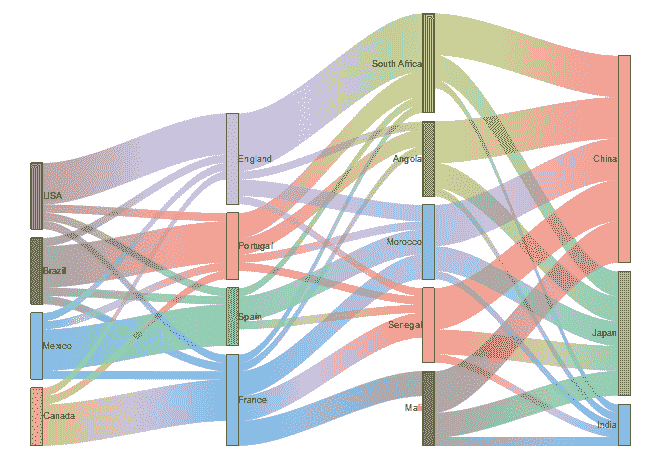 South Africa
England
Angola
China
USA
Portugal
Morocco
Brazil
Spain
Senegal
Japan
Mexico
France
Mali
Canada
India